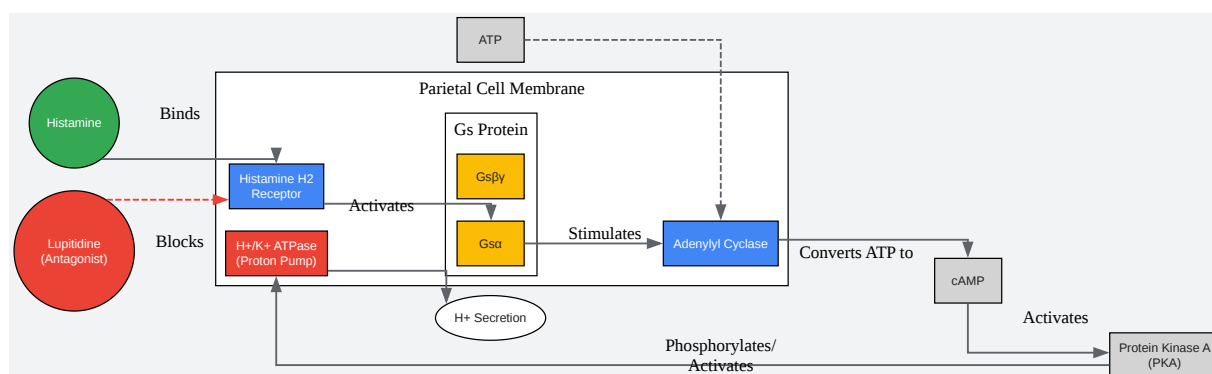 ATP
Parietal Cell Membrane
Histamine
Binds
Gs Protein
Histamine H2
Receptor
Gsβγ
Activates
Lupitidine
(Antagonist)
Blocks
H+/K+ ATPase
(Proton Pump)
Gsα
Stimulates
Adenylyl Cyclase
Converts ATP to
cAMP
H+ Secretion
Activates
Phosphorylates/
Activates
Protein Kinase A
(PKA)